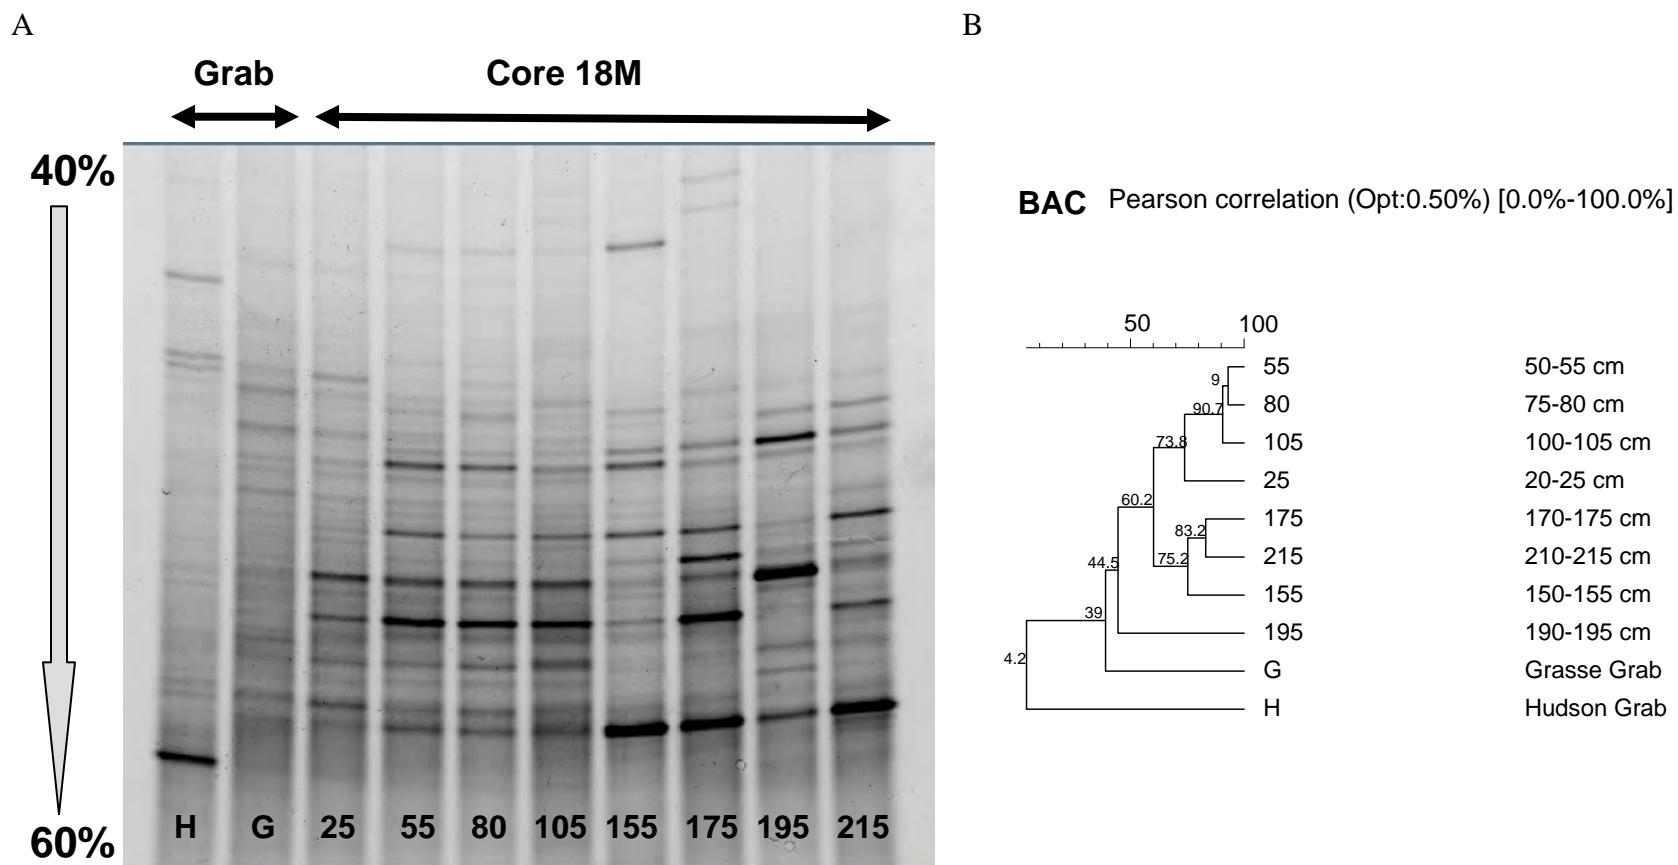 A
B
Grab
Core 18M
40%
60%
H G 25 55 80 105 155 175 195 215
BAC Pearson correlation (Opt:0.50%) [0.0%-100.0%]
50 100
55 50-55 cm
9
80 75-80 cm
90.7
105 100-105 cm
73.8
25 20-25 cm
60.2
175 170-175 cm
83.2
215 210-215 cm
75.2
44.5
155 150-155 cm
39
195 190-195 cm
4.2
G Grasse Grab
H Hudson Grab